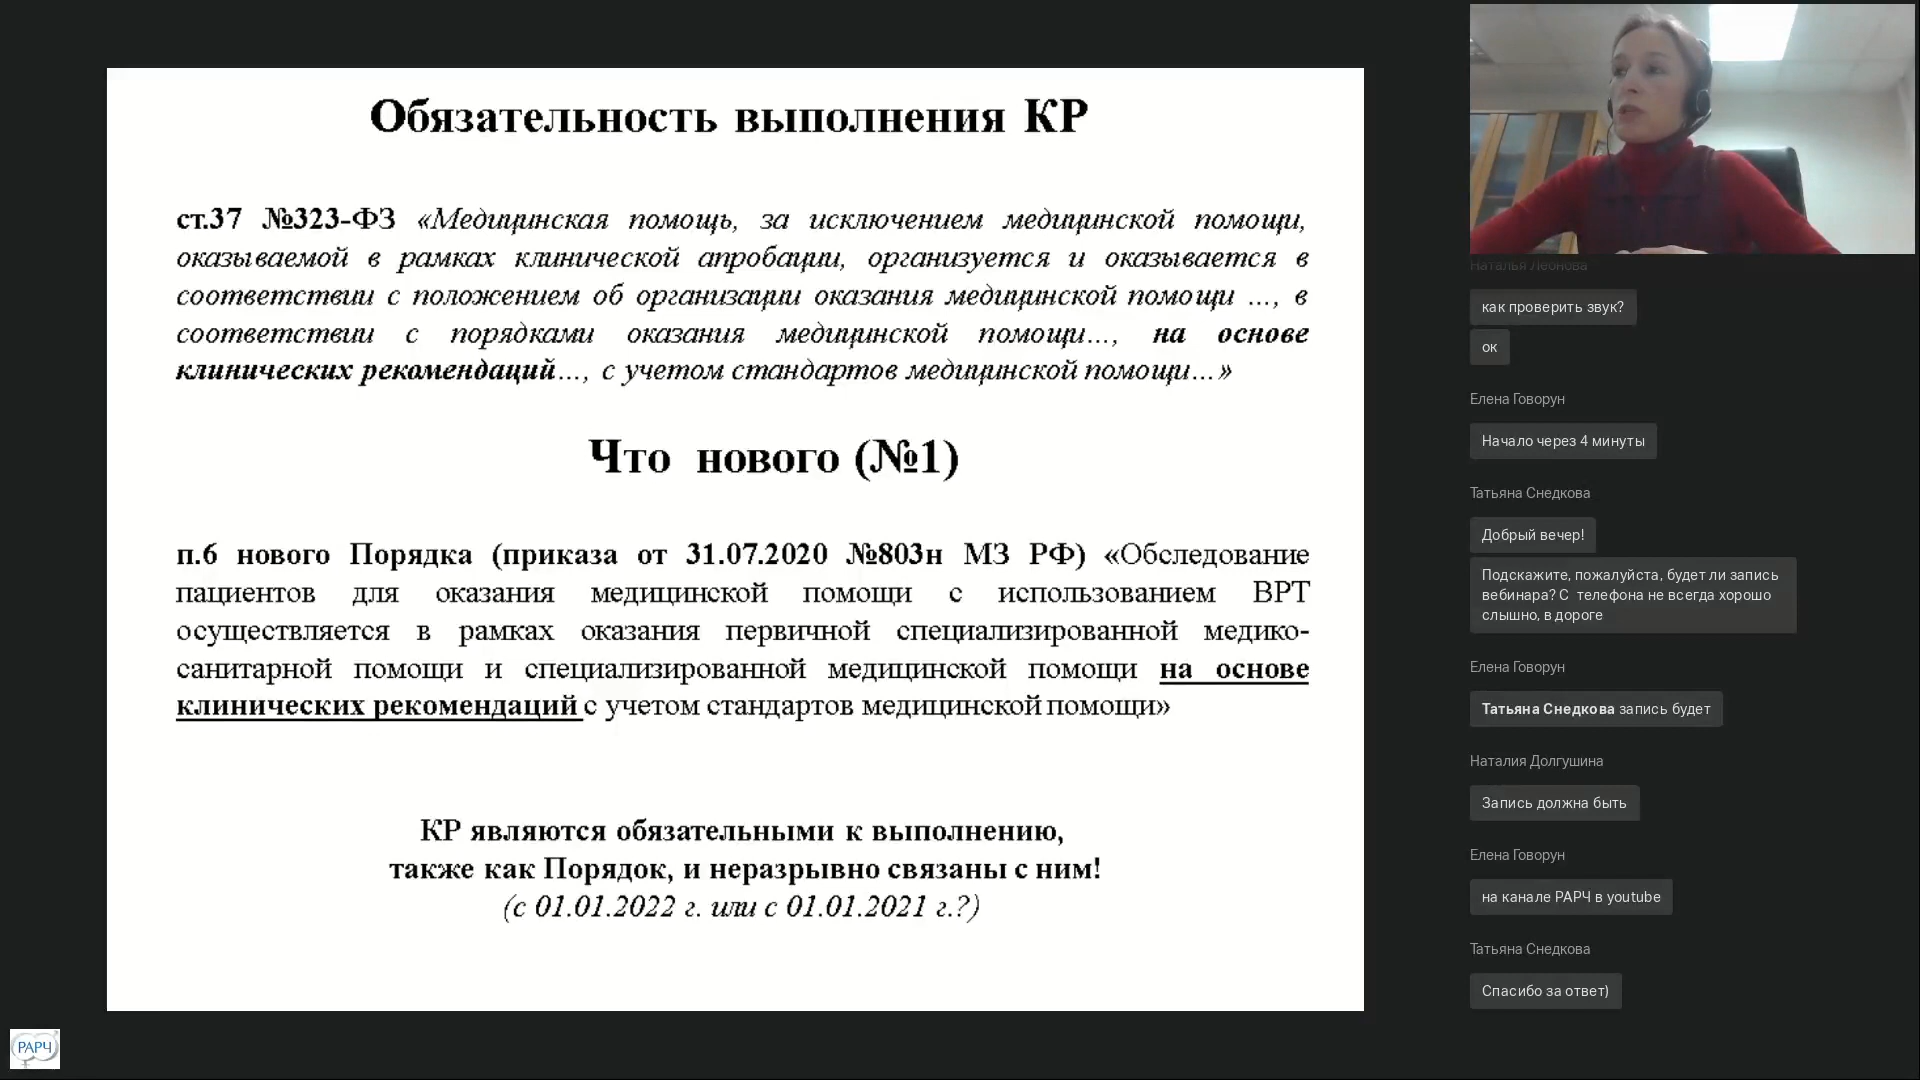 Обязательность выполнения КР
ст.37 №323-ФЗ «Медицинская помощь, за исключением медицинской помощи,
оказываемой в рамках клинической апробации, организуется и оказывается в
соответствии с положением об организации оказания медицинской помощи …, в
соответствии с порядками оказания медицинской помощи…, на основе
клинических рекомендаций…, с учетом стандартов медицинской помощи…»
Что нового (№1)
п.6 нового Порядка (приказа от 31.07.2020 №803н МЗ РФ) «Обследование
пациентов для оказания медицинской помощи с использованием ВРТ
осуществляется в рамках оказания первичной специализированной медико-
санитарной помощи и специализированной медицинской помощи на основе
клинических рекомендаций с учетом стандартов медицинской помощи»
КР являются обязательными к выполнению,
также как Порядок, и неразрывно связаны с ним!
(с 01.01.2022 г. или с 01.01.2021 г.?)
Наталья Леонова
как проверить звук?
ок
Елена Говорун
Начало через 4 минуты
Татьяна Снедкова
Добрый вечер!
Подскажите, пожалуйста, будет ли запись
вебинара? С телефона не всегда хорошо
слышно, в дороге
Елена Говорун
Татьяна Снедкова запись будет
Наталия Долгушина
Запись должна быть
Елена Говорун
на канале РАРЧ в youtube
Татьяна Снедкова
Спасибо за ответ)
РАРЧ